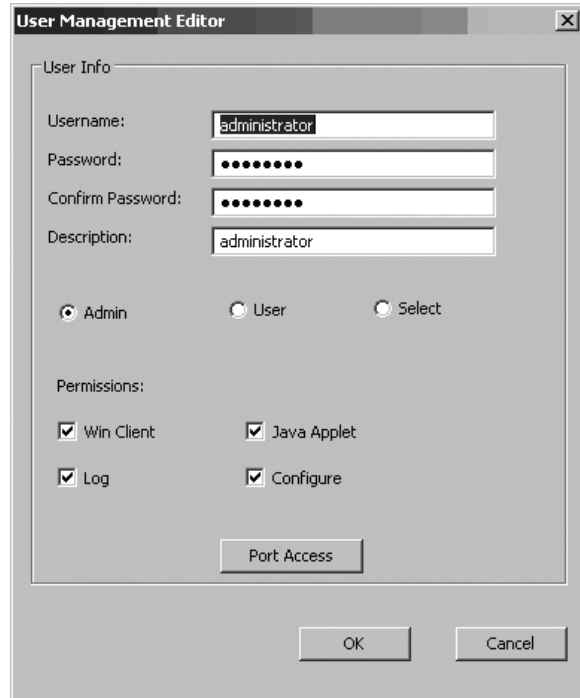 User Management Editor
User Info
Username: administrator
Password: ●●●●●●●●
Confirm Password: ●●●●●●●●
Description: administrator
Admin User Select
Permissions:
Win Client Java Applet
Log Configure
Port Access
OK Cancel